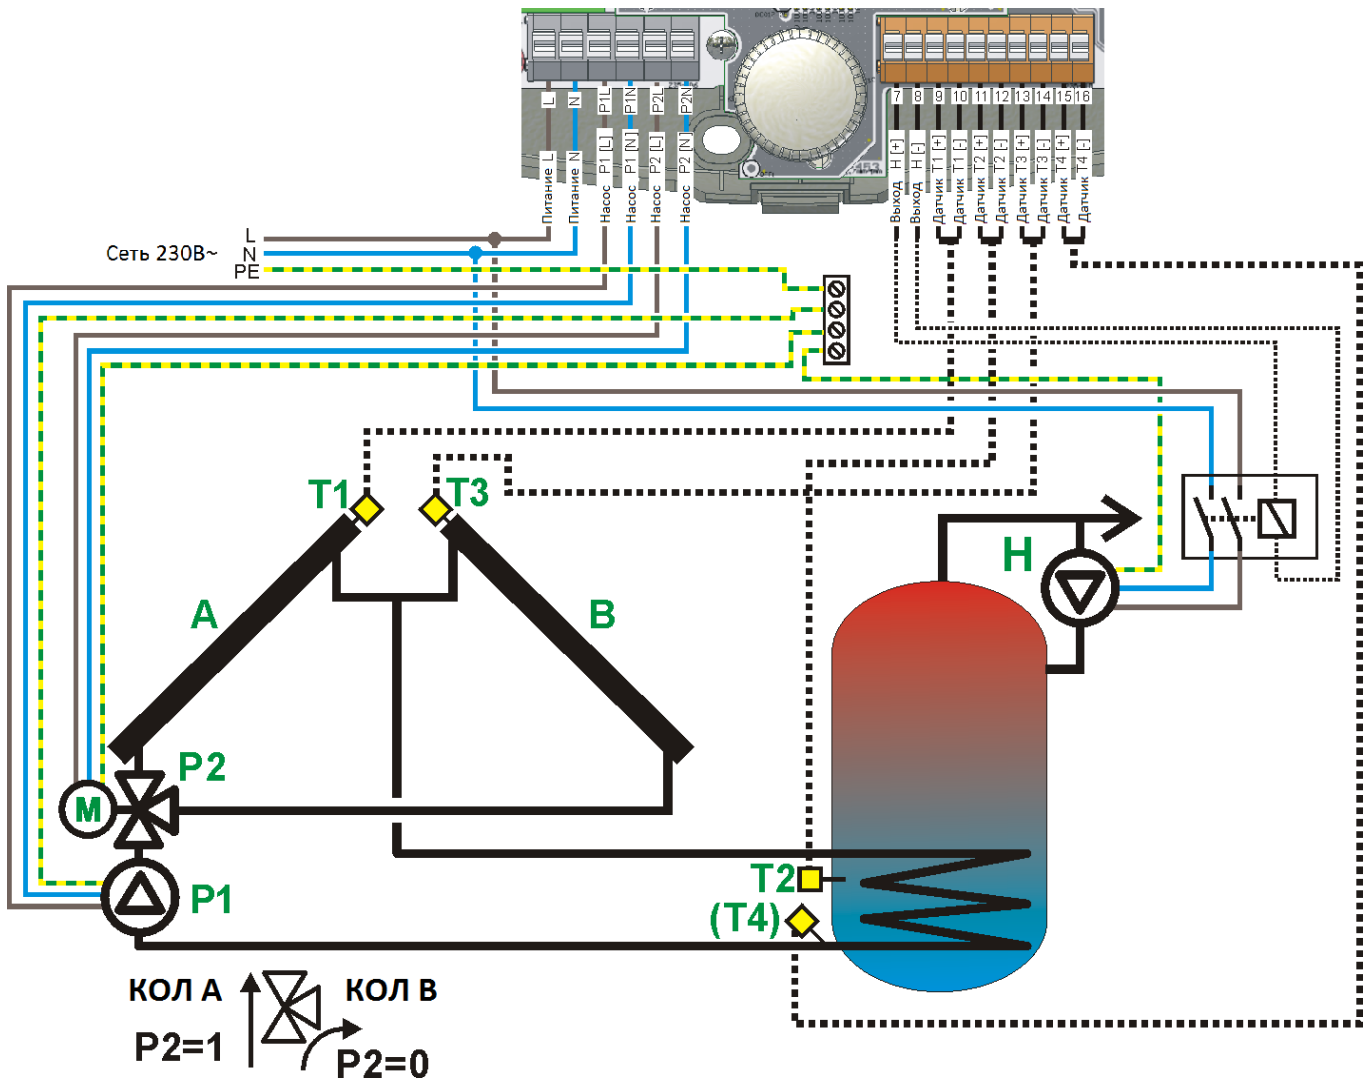 L
N
P1L
P1N
P2L
P2N
7
8
9
10
11
12
13
14
15
16
Питание L
Питание N
Насос P1 [L]
Насос P1 [N]
Насос P2 [L]
Насос P2 [N]
Выход H [+]
Выход H [-]
Датчик T1 [+]
Датчик T1 [-]
Датчик T2 [+]
Датчик T2 [-]
Датчик T3 [+]
Датчик T3 [-]
Датчик T4 [+]
Датчик T4 [-]
L
Сеть 230В~ N
PE
T1
T3
H
A
B
P2
M
T2
P1
(T4)
КОЛ A
КОЛ B
P2=1
P2=0